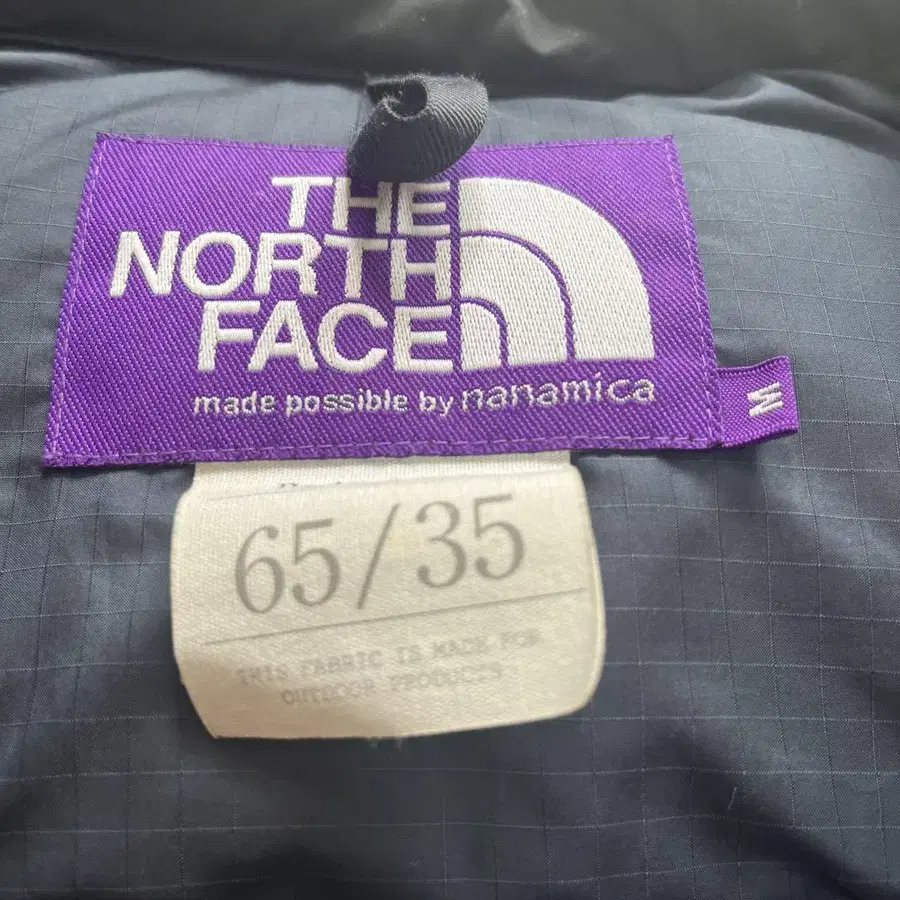 THE
NORTH
FACE
made possible by nanamica
M
65/35
THIS FABRIC IS MADE FOR
OUTDOOR PRODUCTS